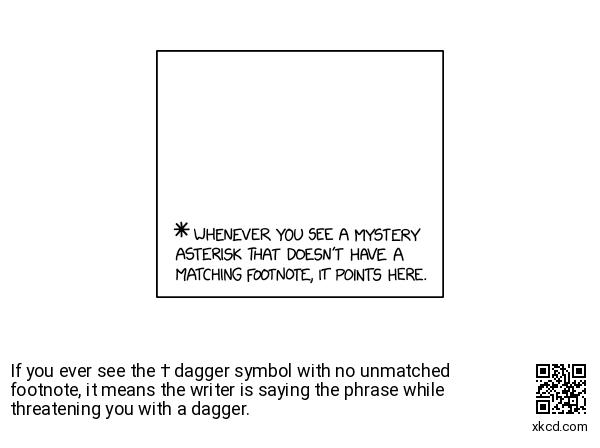 * WHENEVER YOU SEE A MYSTERY
ASTERISK THAT DOESN'T HAVE A
MATCHING FOOTNOTE, IT POINTS HERE.
If you ever see the † dagger symbol with no unmatched
footnote, it means the writer is saying the phrase while
threatening you with a dagger.
xkcd.com